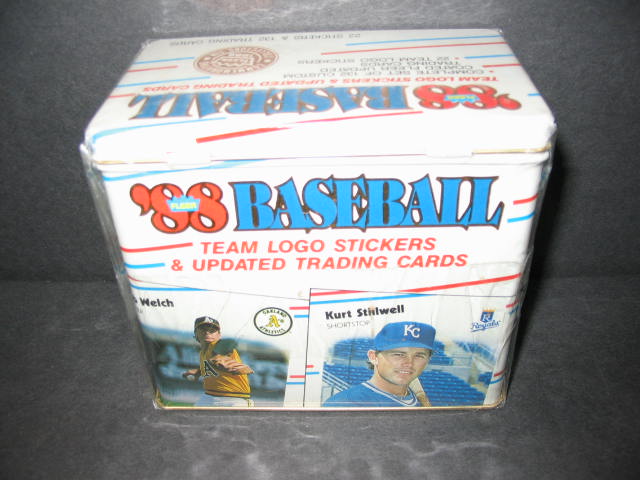 22 STICKERS & 132 TRADING CARDS
• COMPLETE SET OF 132 CUSTOM
COATED FLEER UPDATED
TRADING CARDS
• 22 TEAM LOGO STICKERS
TEAM LOGO STICKERS & UPDATED TRADING CARDS
'88 BASEBALL
FLEER
'88 BASEBALL
FLEER
TEAM LOGO STICKERS
& UPDATED TRADING CARDS
Welch
OAKLAND
A's
ATHLETICS
Kurt Stillwell
SHORTSTOP
KC
R
Royals